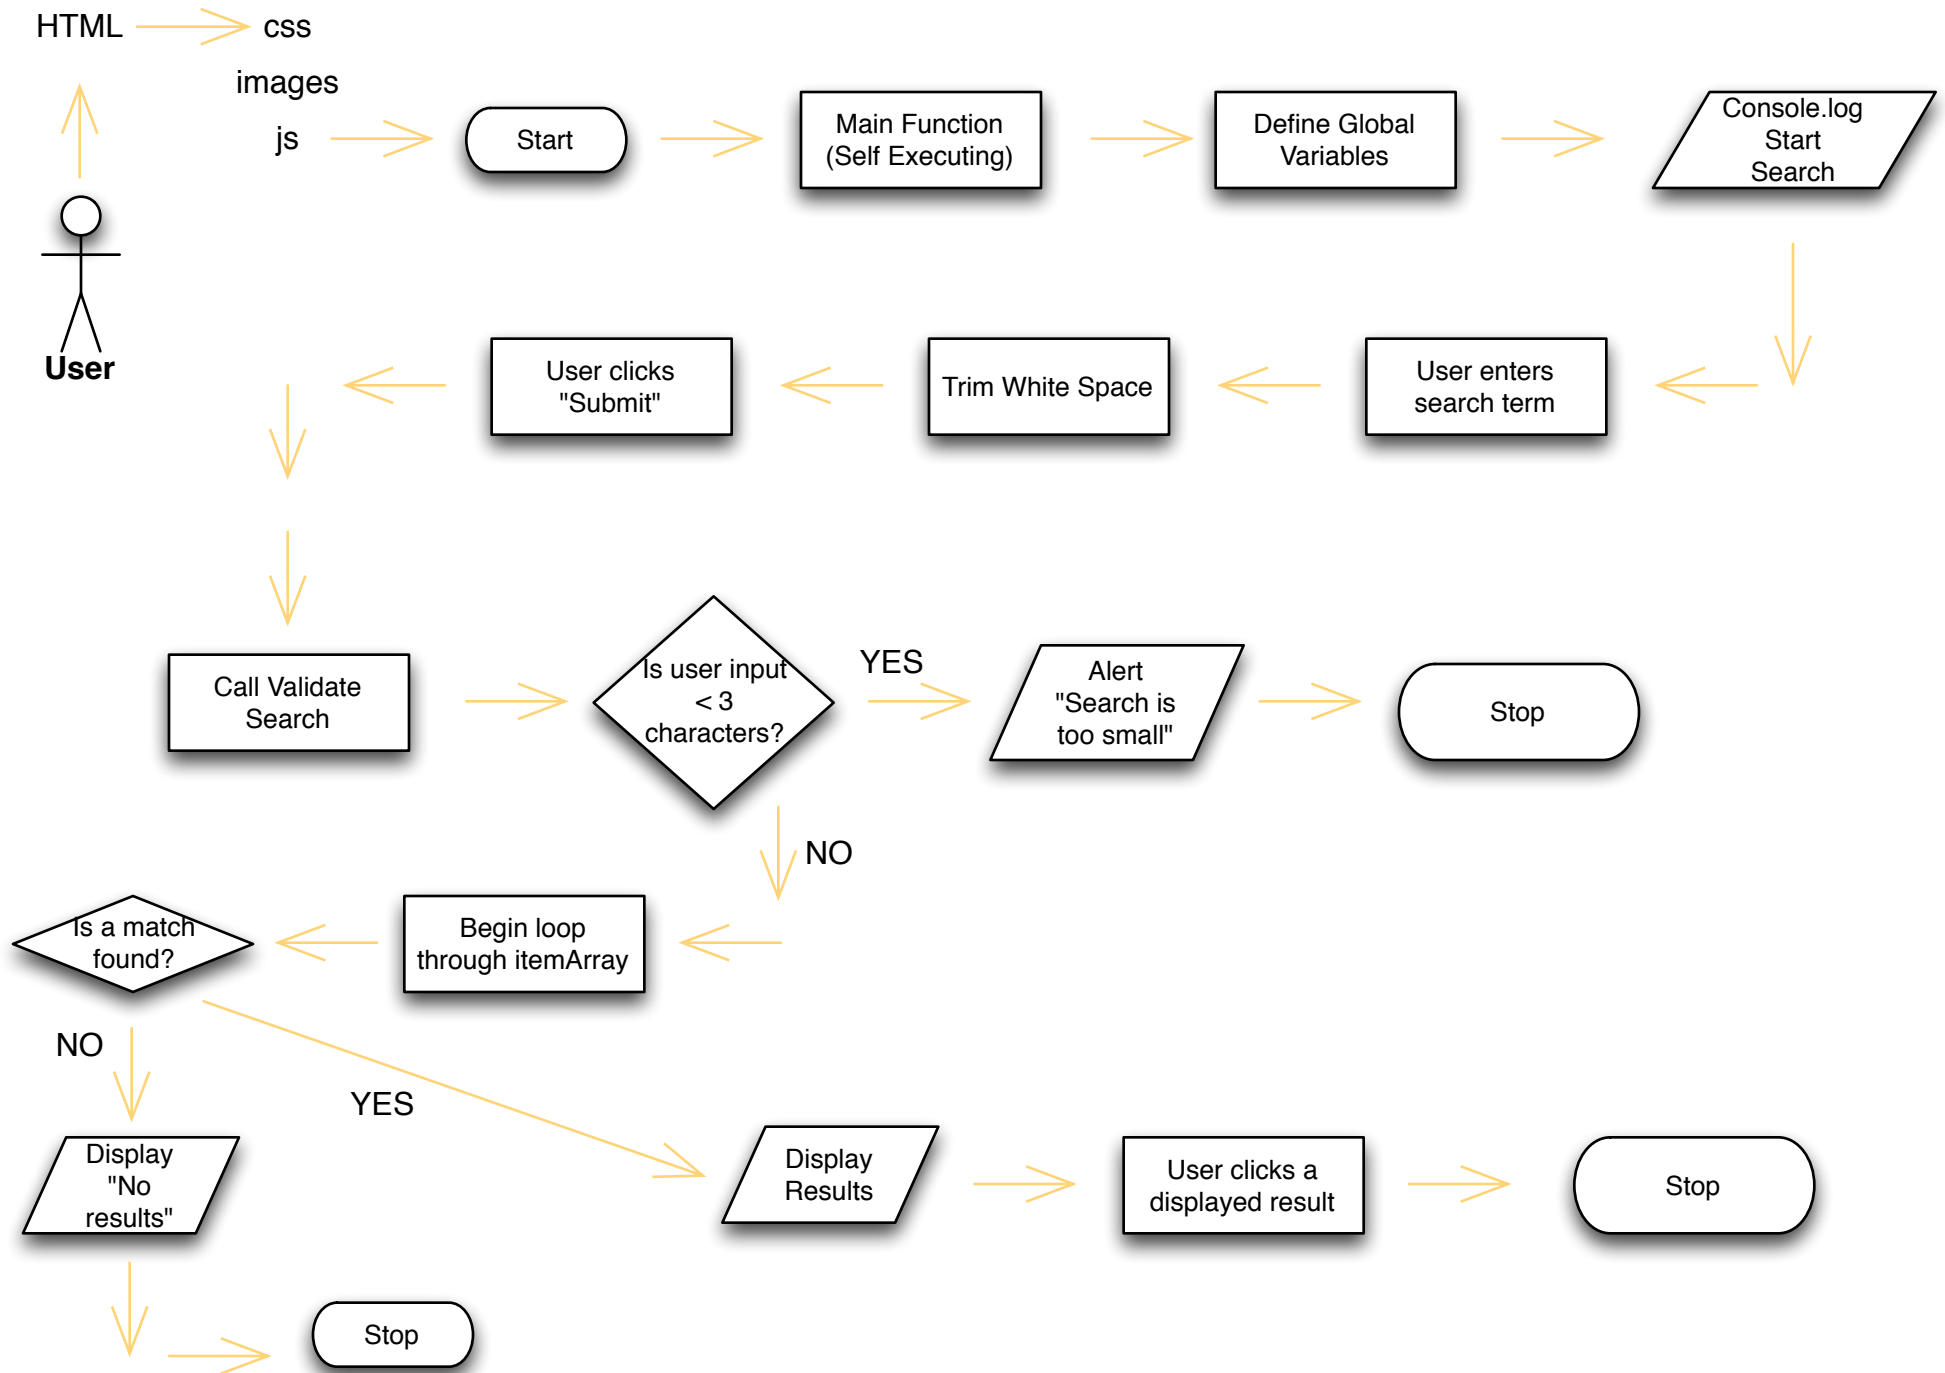 HTML
css
images
js
Start
Main Function
(Self Executing)
Define Global
Variables
Console.log
Start
Search
User
User clicks
"Submit"
Trim White Space
User enters
search term
Call Validate
Search
Is user input
< 3
characters?
YES
Alert
"Search is
too small"
Stop
NO
Is a match
found?
Begin loop
through itemArray
NO
YES
Display
"No
results"
Display
Results
User clicks a
displayed result
Stop
Stop